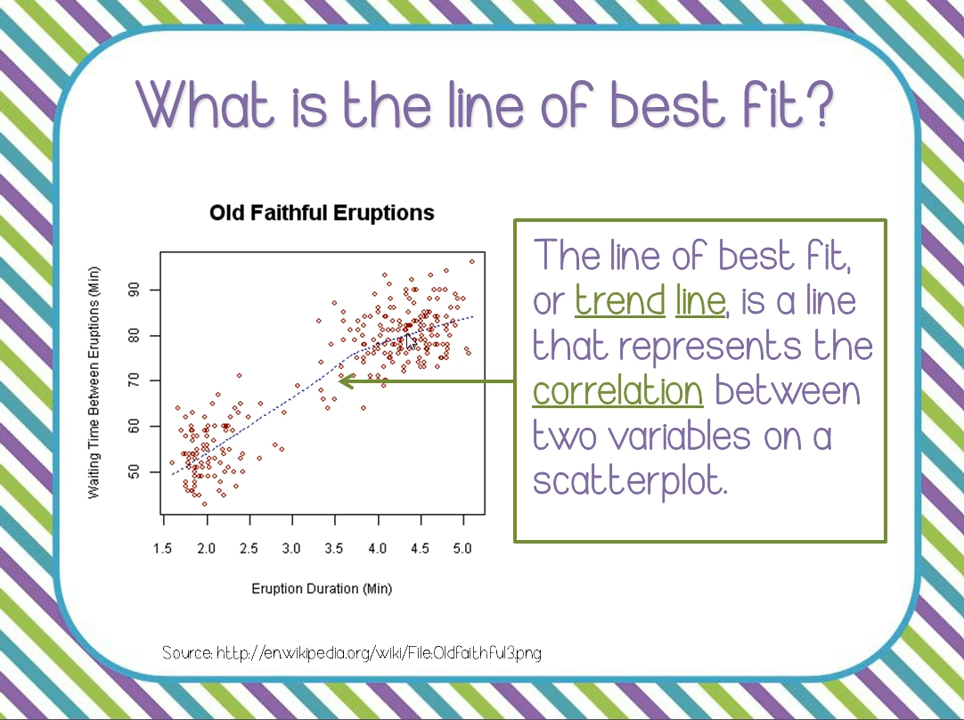 What is the line of best fit?
Old Faithful Eruptions
Waiting Time Between Eruptions (Min)
90
80
70
60
50
1.5 2.0 2.5 3.0 3.5 4.0 4.5 5.0
Eruption Duration (Min)
The line of best fit,
or trend line, is a line
that represents the
correlation between
two variables on a
scatterplot.
Source: http://en.wikipedia.org/wiki/File:Oldfaithful3.png